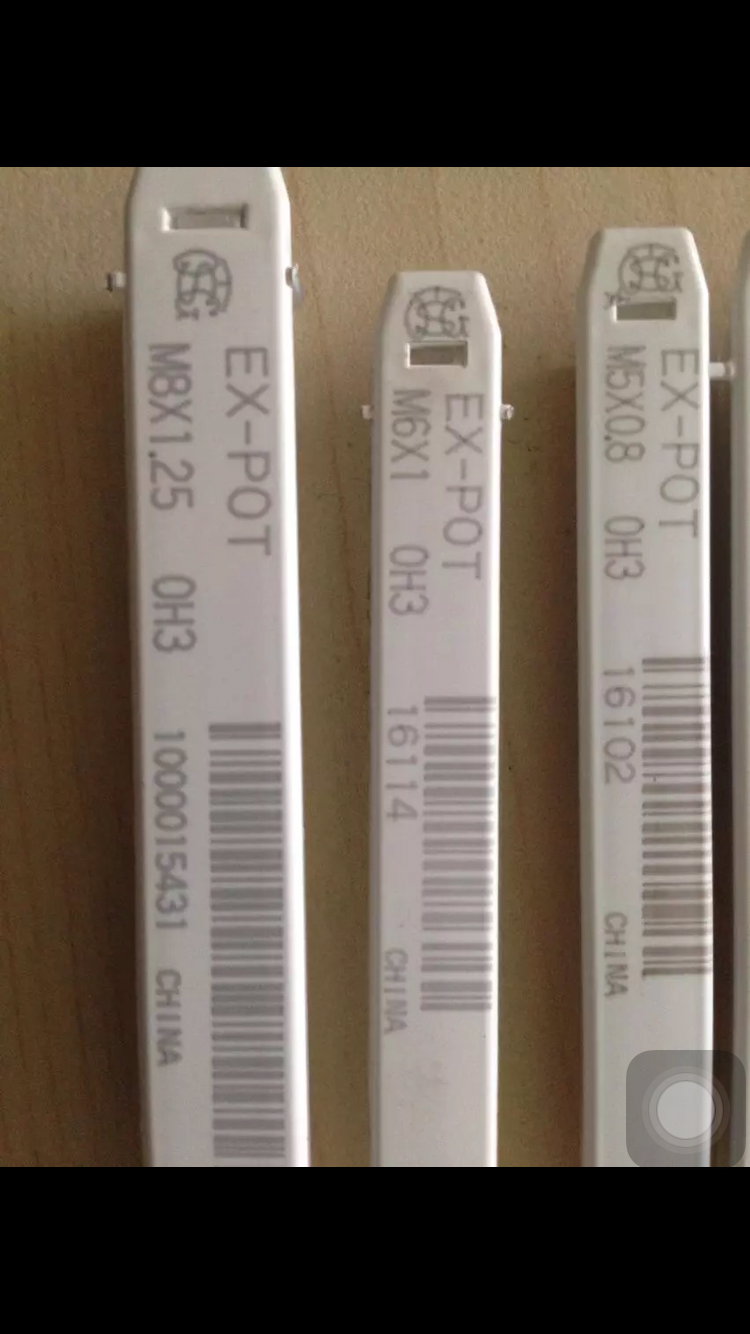 EX-POT
M8X1.25 OH3 1000015431 CHINA
EX-POT
M6X1 OH3 16114 CHINA
EX-POT
M5X0.8 OH3 16102 CHINA